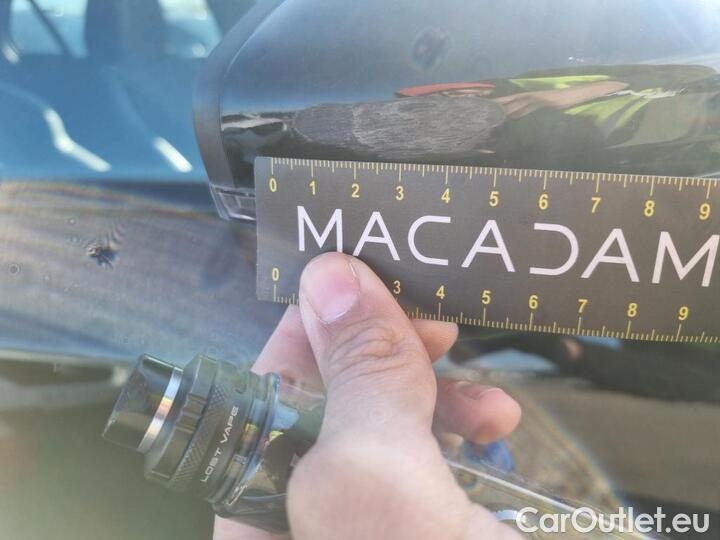 0 1 2 3 4 5 6 7 8 9
MACADAM
0 3 4 5 6 7 8 9
LOST VAPE
CarOutlet.eu